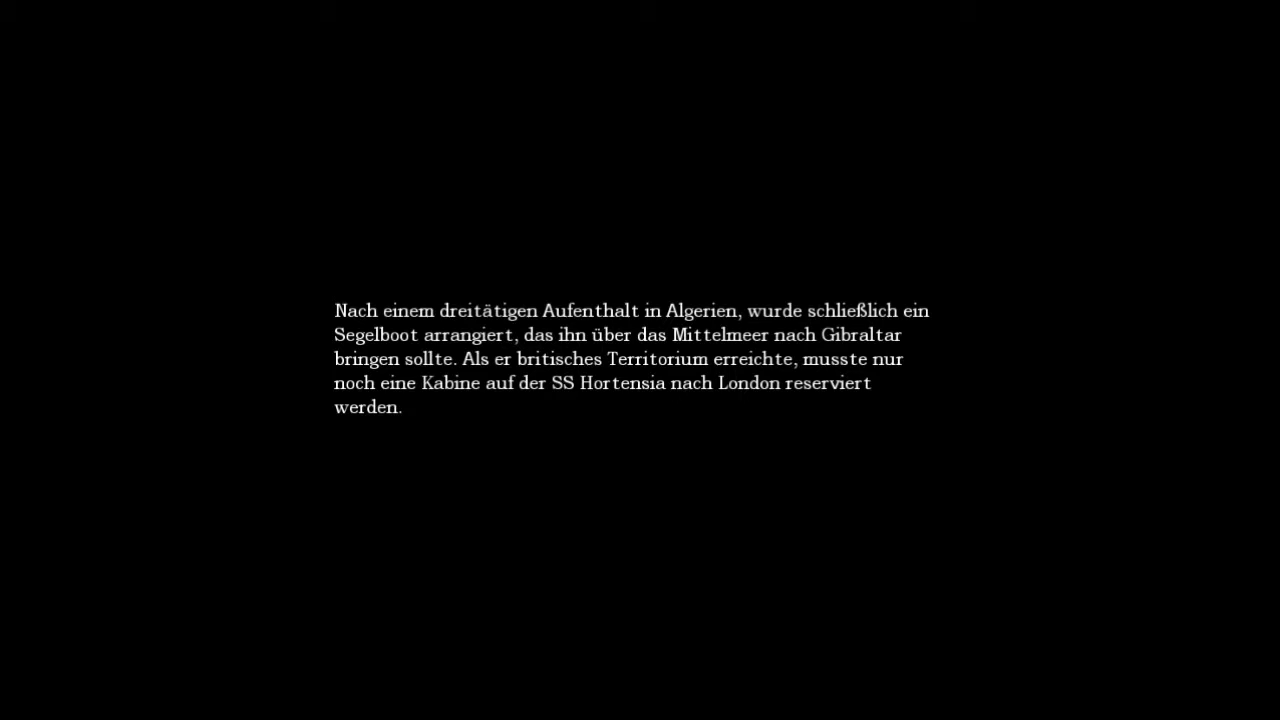 Nach einem dreitätigen Aufenthalt in Algerien, wurde schließlich ein
Segelboot arrangiert, das ihn über das Mittelmeer nach Gibraltar
bringen sollte. Als er britisches Territorium erreichte, musste nur
noch eine Kabine auf der SS Hortensia nach London reserviert
werden.